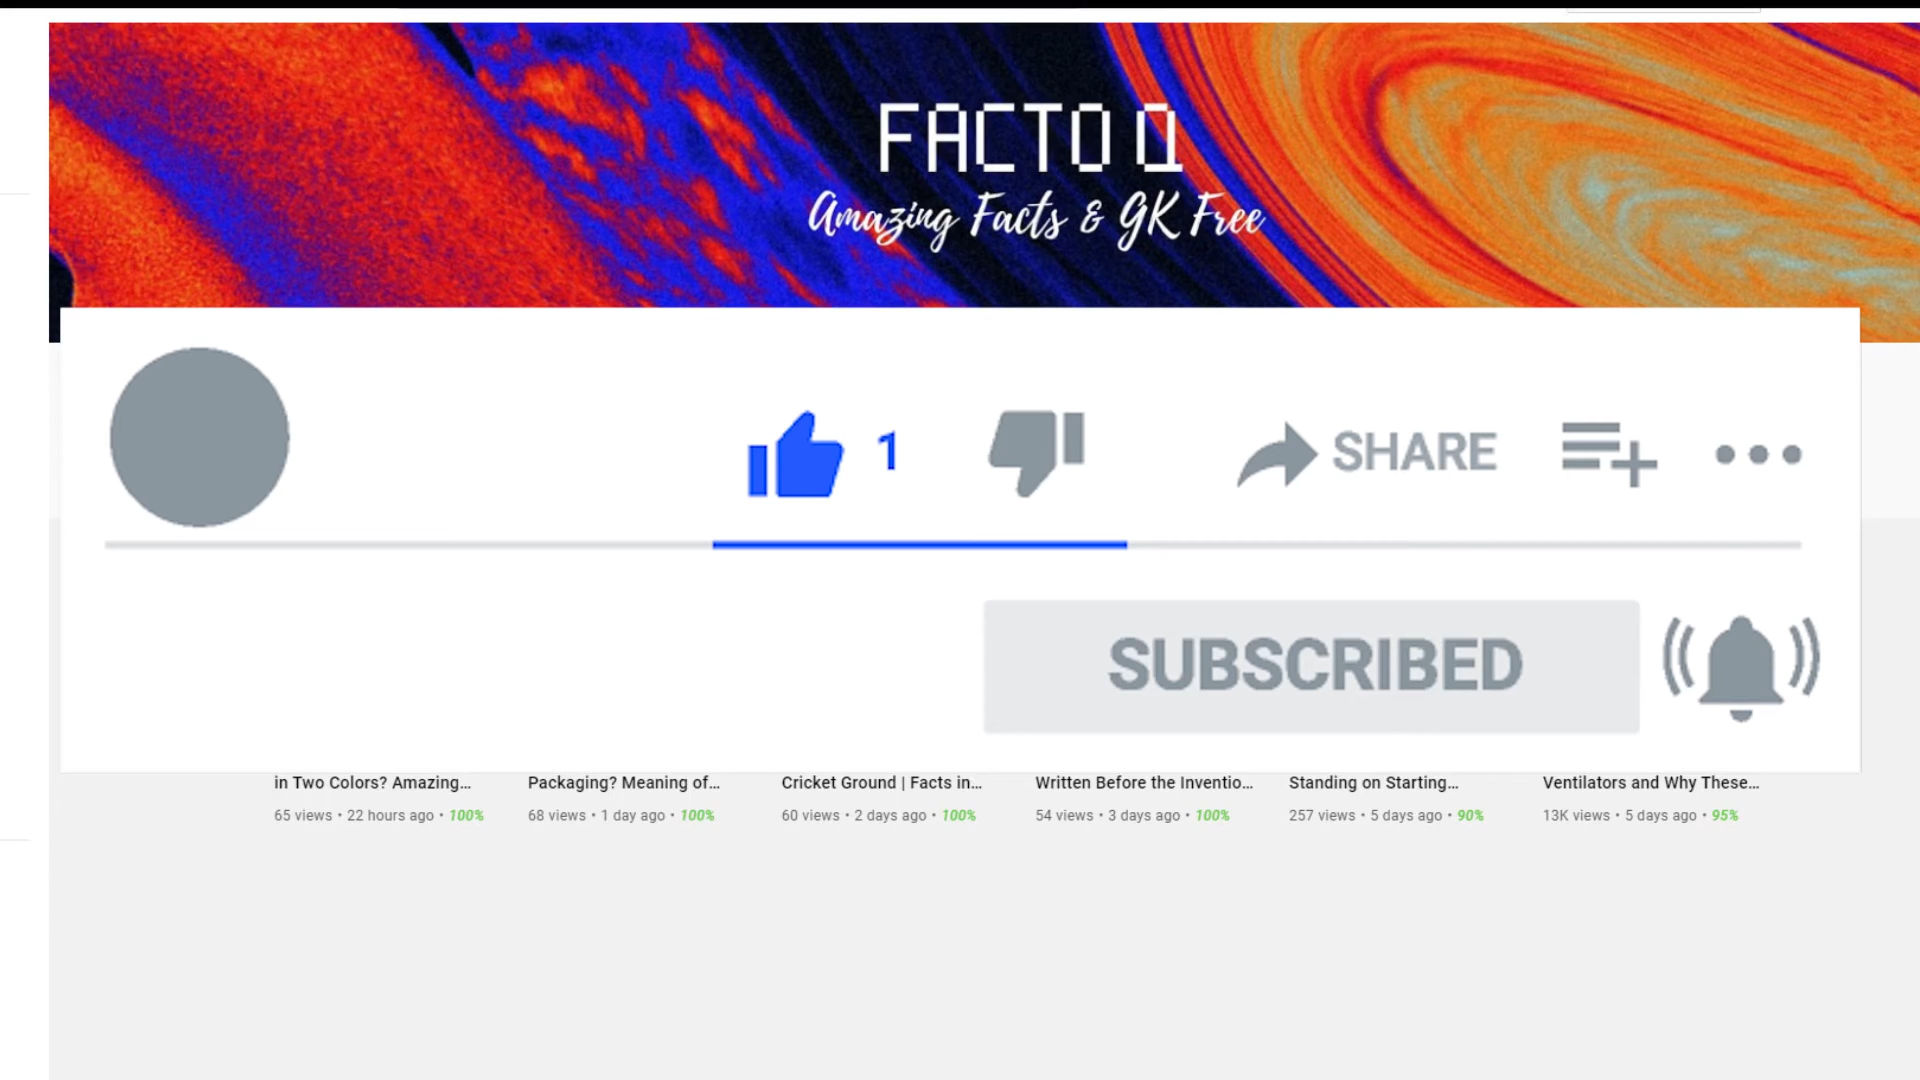 FACTO Q
Amazing Facts & GK Free
1
SHARE
SUBSCRIBED
in Two Colors? Amazing...
65 views • 22 hours ago • 100%
Packaging? Meaning of...
68 views • 1 day ago • 100%
Cricket Ground | Facts in...
60 views • 2 days ago • 100%
Written Before the Inventio...
54 views • 3 days ago • 100%
Standing on Starting...
257 views • 5 days ago • 90%
Ventilators and Why These...
13K views • 5 days ago • 95%